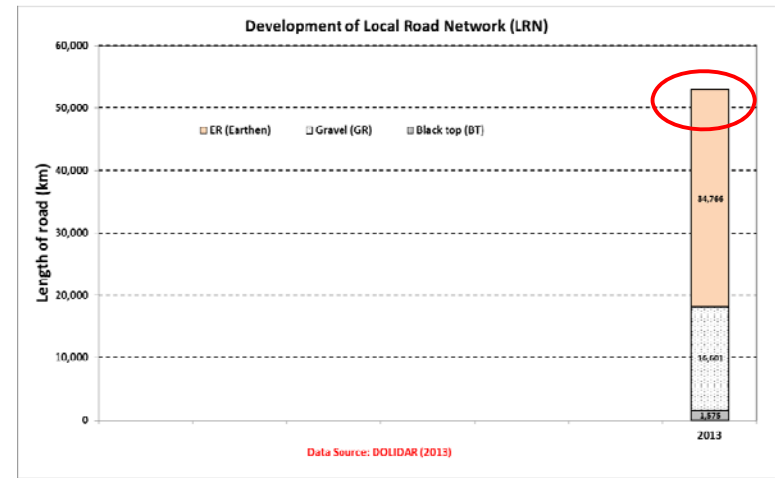 Development of Local Road Network (LRN)
60,000
50,000
ER (Earthen) Gravel (GR) Black top (BT)
40,000
34,766
30,000
20,000
10,000
16,601
1,575
0
2013
Length of road (km)
Data Source: DOLIDAR (2013)